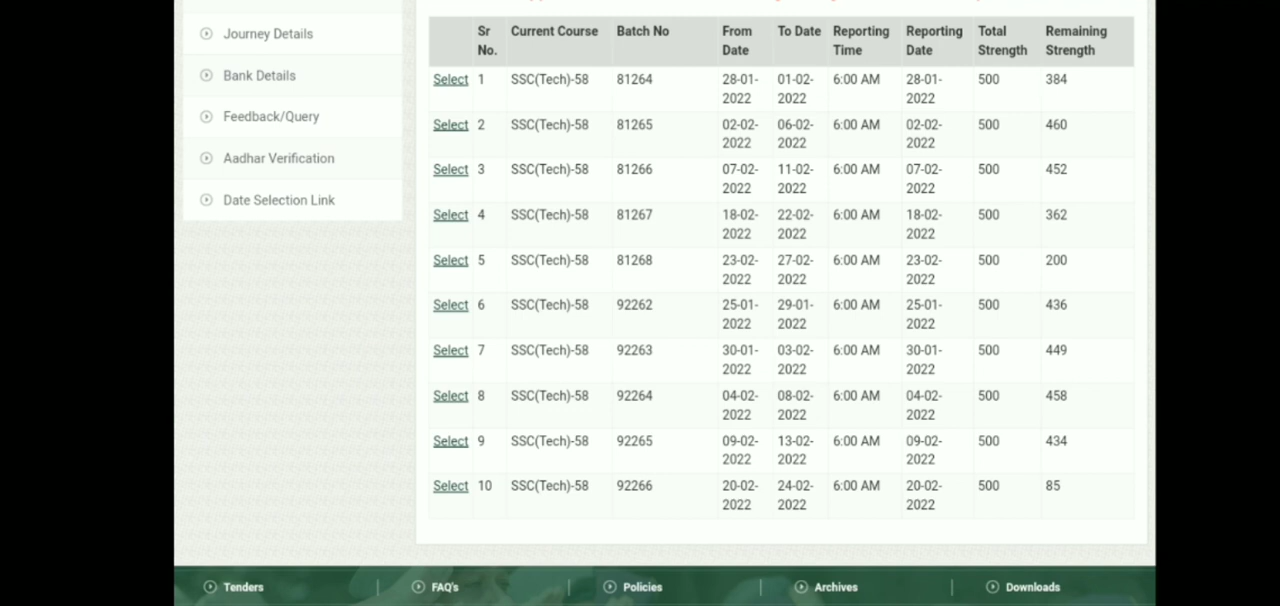 Journey Details
Bank Details
Feedback/Query
Aadhar Verification
Date Selection Link
Sr No. Current Course Batch No From Date To Date Reporting Time Reporting Date Total Strength Remaining Strength
Select 1 SSC(Tech)-58 81264 28-01-2022 01-02-2022 6:00 AM 28-01-2022 500 384
Select 2 SSC(Tech)-58 81265 02-02-2022 06-02-2022 6:00 AM 02-02-2022 500 460
Select 3 SSC(Tech)-58 81266 07-02-2022 11-02-2022 6:00 AM 07-02-2022 500 452
Select 4 SSC(Tech)-58 81267 18-02-2022 22-02-2022 6:00 AM 18-02-2022 500 362
Select 5 SSC(Tech)-58 81268 23-02-2022 27-02-2022 6:00 AM 23-02-2022 500 200
Select 6 SSC(Tech)-58 92262 25-01-2022 29-01-2022 6:00 AM 25-01-2022 500 436
Select 7 SSC(Tech)-58 92263 30-01-2022 03-02-2022 6:00 AM 30-01-2022 500 449
Select 8 SSC(Tech)-58 92264 04-02-2022 08-02-2022 6:00 AM 04-02-2022 500 458
Select 9 SSC(Tech)-58 92265 09-02-2022 13-02-2022 6:00 AM 09-02-2022 500 434
Select 10 SSC(Tech)-58 92266 20-02-2022 24-02-2022 6:00 AM 20-02-2022 500 85
Tenders FAQ's Policies Archives Downloads